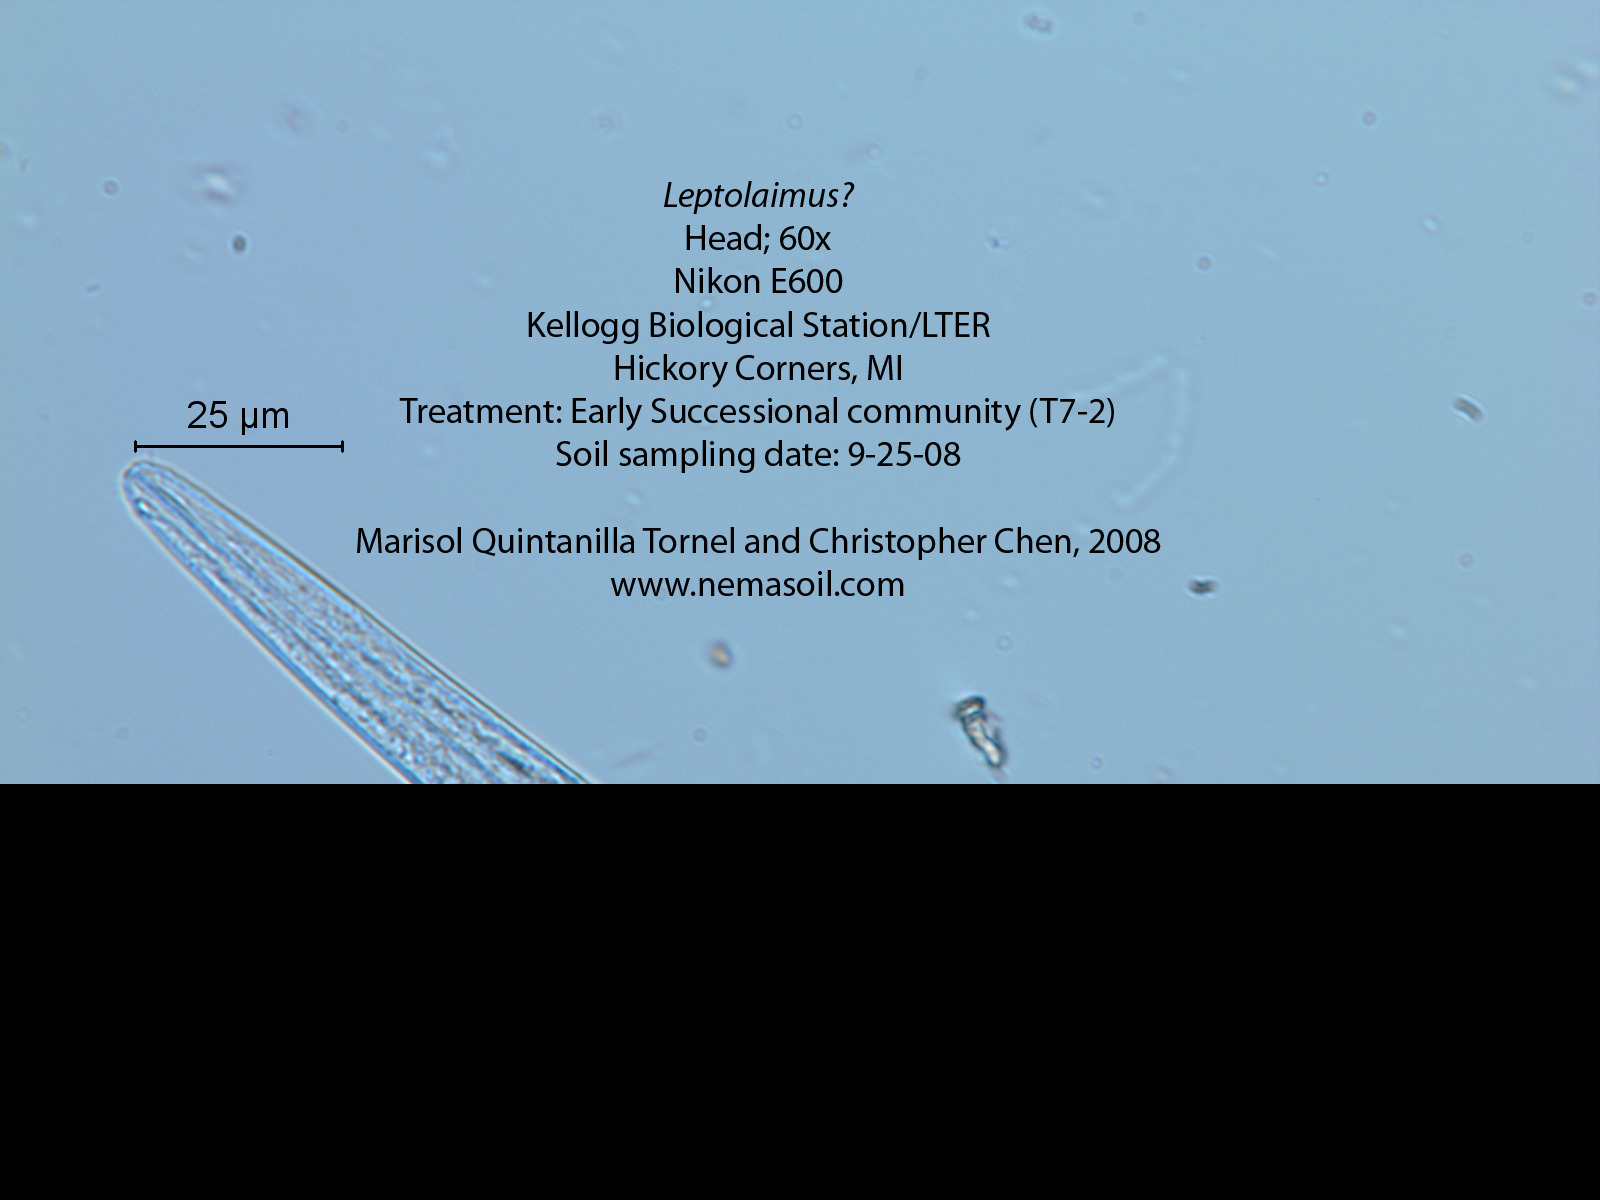 Leptolaimus?
Head; 60x
Nikon E600
Kellogg Biological Station/LTER
Hickory Corners, MI
Treatment: Early Successional community (T7-2)
Soil sampling date: 9-25-08
25 µm
Marisol Quintanilla Tornel and Christopher Chen, 2008
www.nemasoil.com